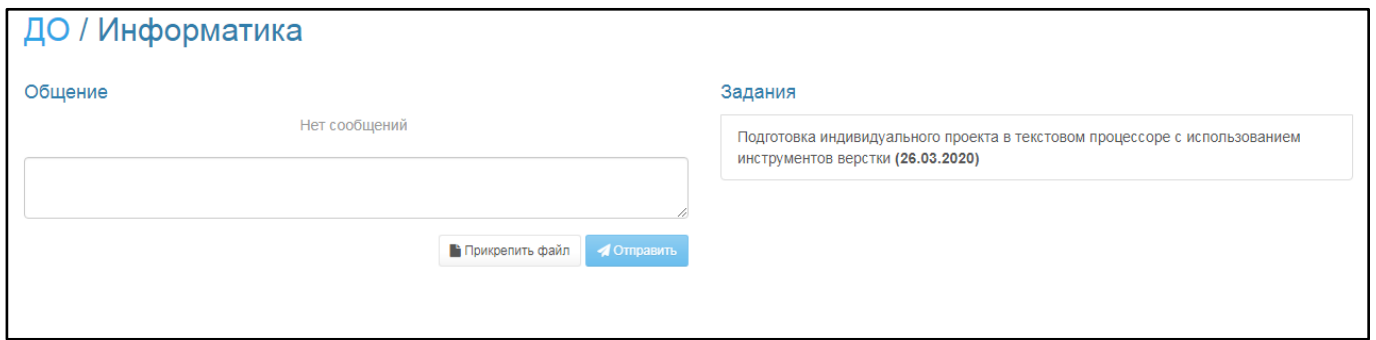 ДО / Информатика
Общение
Нет сообщений
Прикрепить файл
Отправить
Задания
Подготовка индивидуального проекта в текстовом процессоре с использованием
инструментов верстки (26.03.2020)